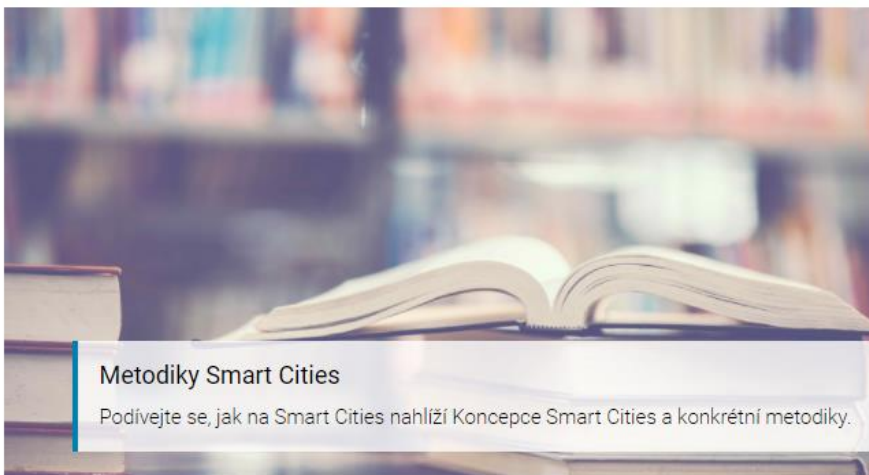 Metodiky Smart Cities
Podívejte se, jak na Smart Cities nahlíží Koncepce Smart Cities a konkrétní metodiky.